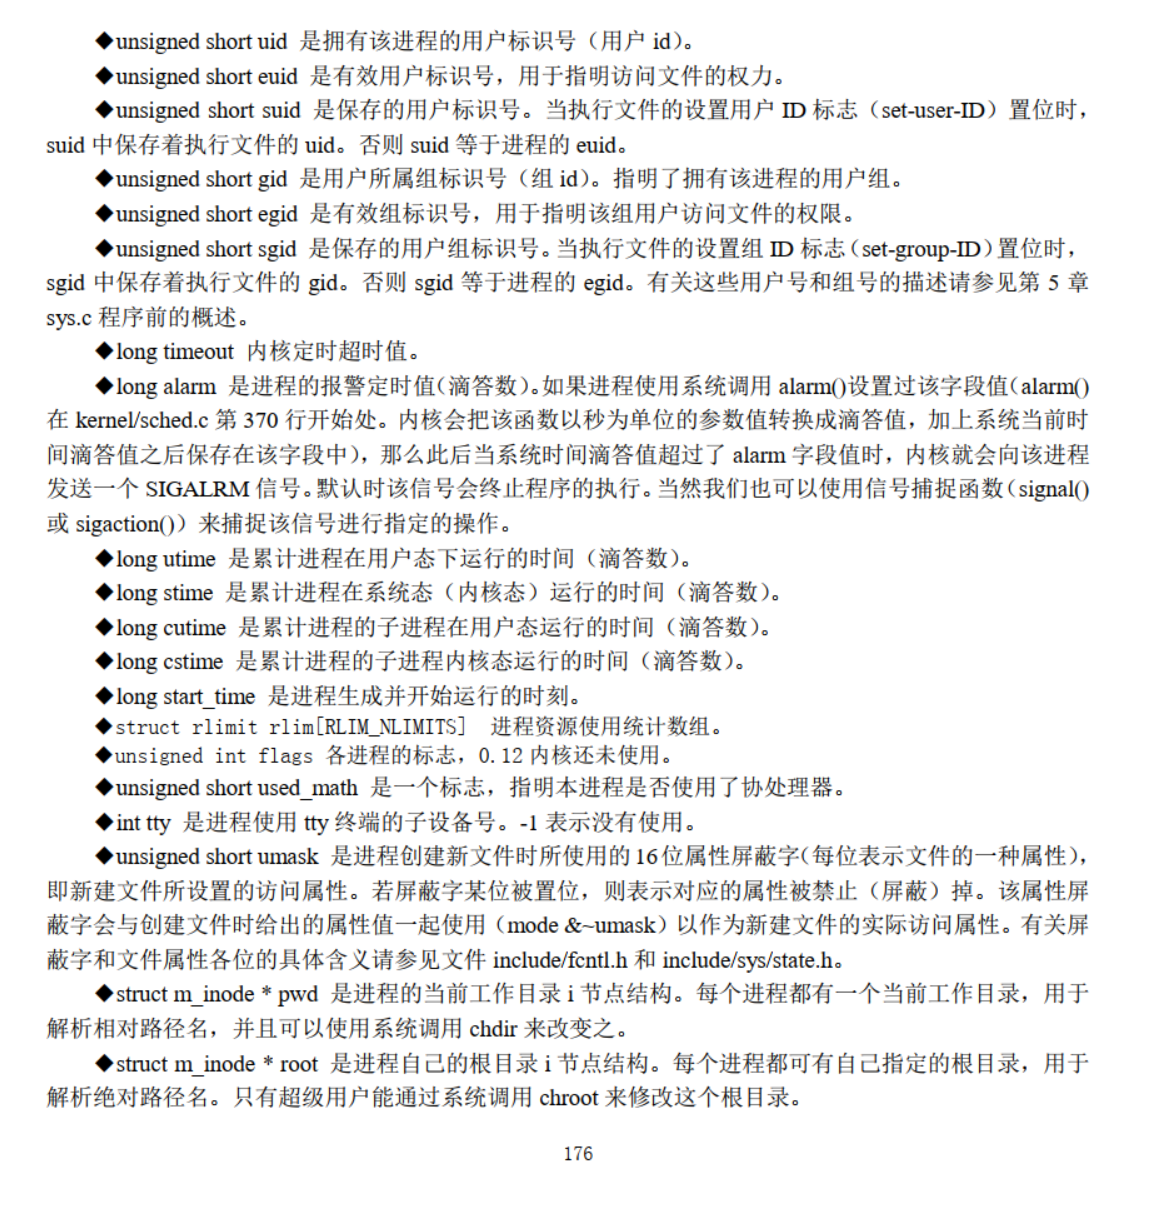 ◆unsigned short uid 是拥有该进程的用户标识号（用户 id）。
◆unsigned short euid 是有效用户标识号，用于指明访问文件的权力。
◆unsigned short suid 是保存的用户标识号。当执行文件的设置用户 ID 标志（set-user-ID）置位时，
suid 中保存着执行文件的 uid。否则 suid 等于进程的 euid。
◆unsigned short gid 是用户所属组标识号（组 id）。指明了拥有该进程的用户组。
◆unsigned short egid 是有效组标识号，用于指明该组用户访问文件的权限。
◆unsigned short sgid 是保存的用户组标识号。当执行文件的设置组 ID 标志（set-group-ID）置位时，
sgid 中保存着执行文件的 gid。否则 sgid 等于进程的 egid。有关这些用户号和组号的描述请参见第 5 章
sys.c 程序前的概述。
◆long timeout 内核定时超时值。
◆long alarm 是进程的报警定时值（滴答数）。如果进程使用系统调用 alarm()设置过该字段值（alarm()
在 kernel/sched.c 第 370 行开始处。内核会把该函数以秒为单位的参数值转换成滴答值，加上系统当前时
间滴答值之后保存在该字段中），那么此后当系统时间滴答值超过了 alarm 字段值时，内核就会向该进程
发送一个 SIGALRM 信号。默认时该信号会终止程序的执行。当然我们也可以使用信号捕捉函数（signal()
或 sigaction()）来捕捉该信号进行指定的操作。
◆long utime 是累计进程在用户态下运行的时间（滴答数）。
◆long stime 是累计进程在系统态（内核态）运行的时间（滴答数）。
◆long cutime 是累计进程的子进程在用户态运行的时间（滴答数）。
◆long cstime 是累计进程的子进程内核态运行的时间（滴答数）。
◆long start_time 是进程生成并开始运行的时刻。
◆struct rlimit rlim[RLIM_NLIMITS] 进程资源使用统计数组。
◆unsigned int flags 各进程的标志，0.12 内核还未使用。
◆unsigned short used_math 是一个标志，指明本进程是否使用了协处理器。
◆int tty 是进程使用 tty 终端的子设备号。-1 表示没有使用。
◆unsigned short umask 是进程创建新文件时所使用的 16 位属性屏蔽字（每位表示文件的一种属性），
即新建文件所设置的访问属性。若屏蔽字某位被置位，则表示对应的属性被禁止（屏蔽）掉。该属性屏
蔽字会与创建文件时给出的属性值一起使用（mode &~umask）以作为新建文件的实际访问属性。有关屏
蔽字和文件属性各位的具体含义请参见文件 include/fcntl.h 和 include/sys/state.h。
◆struct m_inode * pwd 是进程的当前工作目录 i 节点结构。每个进程都有一个当前工作目录，用于
解析相对路径名，并且可以使用系统调用 chdir 来改变之。
◆struct m_inode * root 是进程自己的根目录 i 节点结构。每个进程都可有自己指定的根目录，用于
解析绝对路径名。只有超级用户能通过系统调用 chroot 来修改这个根目录。
176